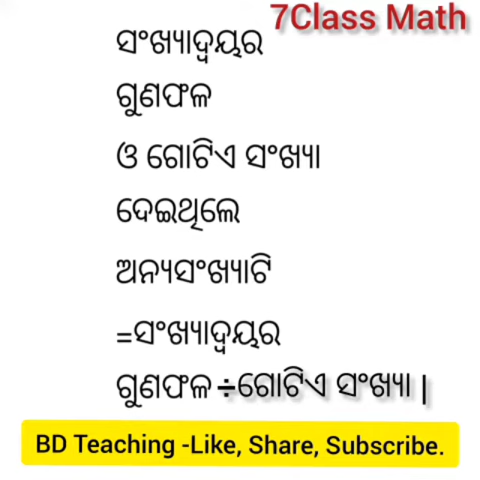 7Class Math
ସଂଖ୍ୟାଦ୍ୱୟର
ଗୁଣଫଳ
ଓ ଗୋଟିଏ ସଂଖ୍ୟା
ଦେଇଥିଲେ
ଅନ୍ୟସଂଖ୍ୟାଟି
=ସଂଖ୍ୟାଦ୍ୱୟର
ଗୁଣଫଳ÷ଗୋଟିଏ ସଂଖ୍ୟା |
BD Teaching -Like, Share, Subscribe.